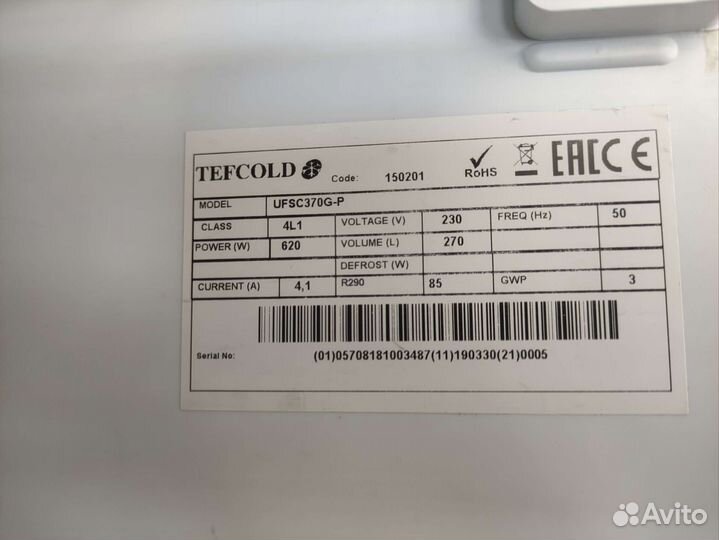 TEFCOLD Code: 150201 RoHS EAC CE
MODEL UFSC370G-P
CLASS 4L1 VOLTAGE (V) 230 FREQ (Hz) 50
POWER (W) 620 VOLUME (L) 270
DEFROST (W)
CURRENT (A) 4,1 R290 85 GWP 3
Serial No: (01)05708181003487(11)190330(21)0005
Avito